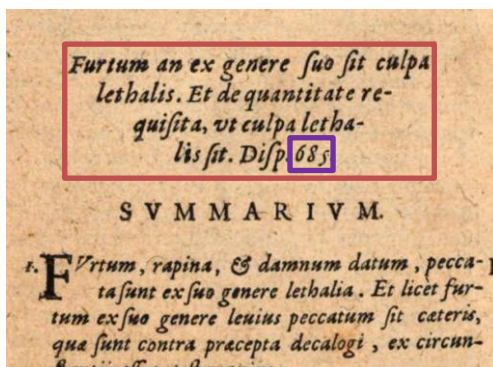 Furtum an ex genere ſuo ſit culpa
lethalis. Et de quantitate re-
quiſita, vt culpa letha-
lis ſit. Diſp. 685
SVMMARIVM.
1. FVrtum, rapina, & damnum datum, pecca-
ta ſunt ex ſuo genere lethalia. Et licet fur-
tum ex ſuo genere leuius peccatum ſit cæteris,
quæ ſunt contra præcepta decalogi, ex circun-